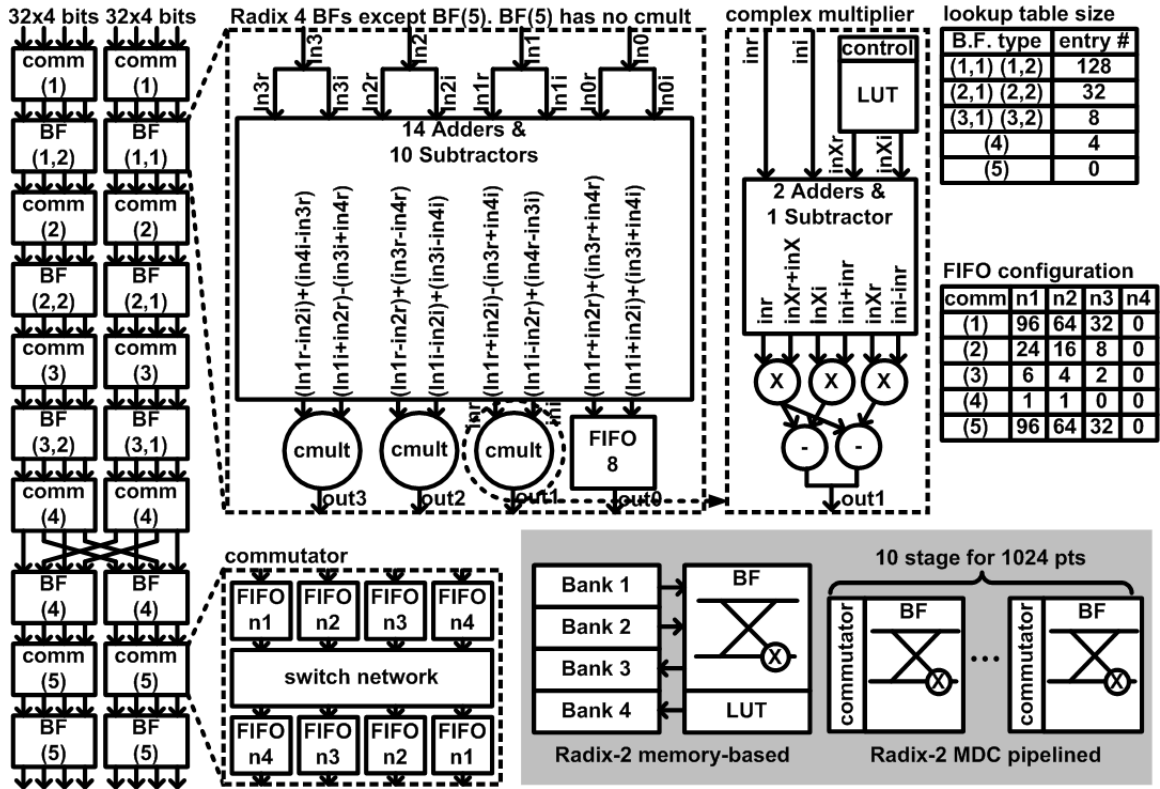 32x4 bits 32x4 bits
comm (1)
comm (1)
BF (1,2)
BF (1,1)
comm (2)
comm (2)
BF (2,2)
BF (2,1)
comm (3)
comm (3)
BF (3,2)
BF (3,1)
comm (4)
comm (4)
BF (4)
BF (4)
comm (5)
comm (5)
BF (5)
BF (5)
Radix 4 BFs except BF(5). BF(5) has no cmult
In3 In2 In1 In0
In3r In3i In2r In2i In1r In1i In0r In0i
14 Adders &
10 Subtractors
(In1r-in2i)+(in4i-in3r)
(In1i+in2r)-(in3i+in4r)
(In1r-in2r)+(in3r-in4r)
(In1i-in2i)+(in3i-in4i)
(In1r+in2i)-(in3r+in4i)
(In1i-in2r)+(in4r-in3i)
(In1r+in2r)+(in3r+in4r)
(In1i+in2i)+(in3i+in4i)
inr ini
cmult cmult cmult FIFO 8
out3 out2 out1 out0
complex multiplier
inr ini
control
LUT
inXr inXi
2 Adders &
1 Subtractor
inr
inXr+inX
InXi
ini+inr
inXr
ini-inr
X X X
- -
out1
lookup table size
B.F. type entry #
(1,1) (1,2) 128
(2,1) (2,2) 32
(3,1) (3,2) 8
(4) 4
(5) 0
FIFO configuration
comm n1 n2 n3 n4
(1) 96 64 32 0
(2) 24 16 8 0
(3) 6 4 2 0
(4) 1 1 0 0
(5) 96 64 32 0
commutator
FIFO n1
FIFO n2
FIFO n3
FIFO n4
switch network
FIFO n4
FIFO n3
FIFO n2
FIFO n1
Bank 1
Bank 2
Bank 3
Bank 4
BF
X
LUT
Radix-2 memory-based
10 stage for 1024 pts
commutator
BF
X
...
commutator
BF
X
Radix-2 MDC pipelined